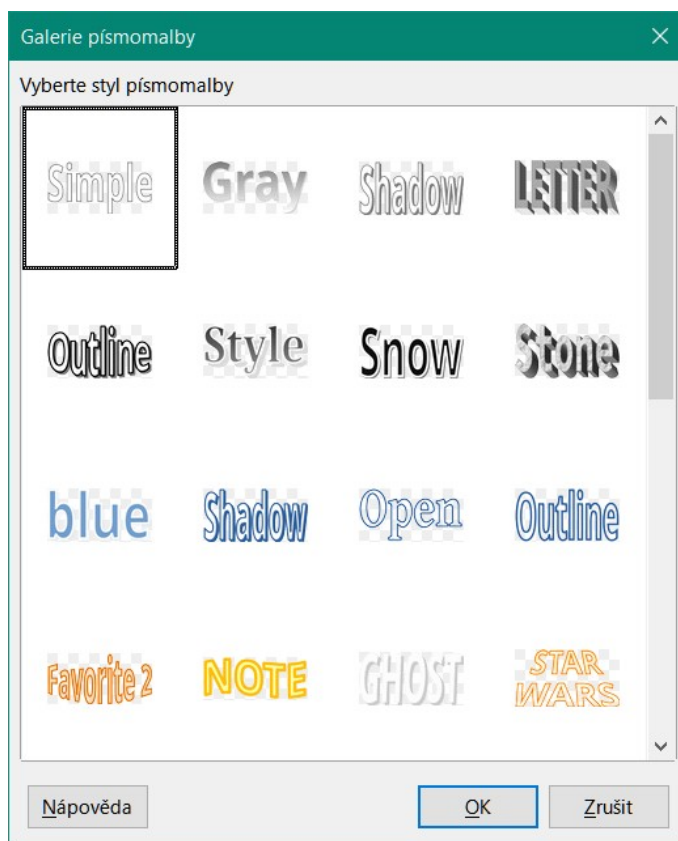 Galerie písmomalby
Vyberte styl písmomalby
Simple Gray Shadow LETTER
Outline Style Snow Stone
blue Shadow Open Outline
Favorite 2 NOTE GHOST STAR
WARS
Nápověda OK Zrušit